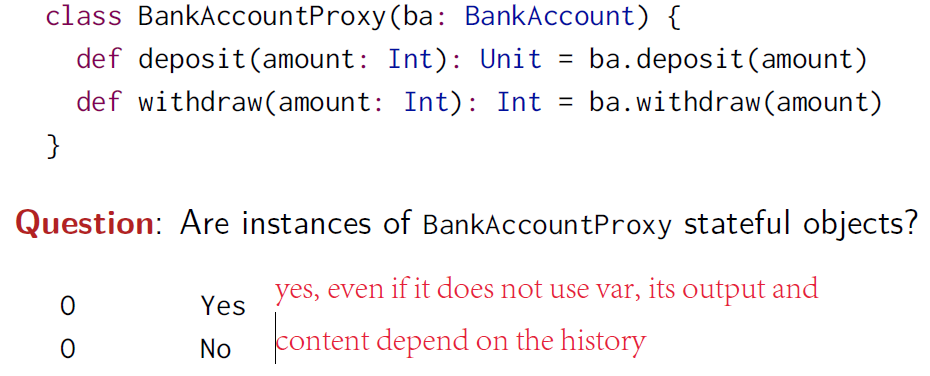 class BankAccountProxy(ba: BankAccount) {
  def deposit(amount: Int): Unit = ba.deposit(amount)
  def withdraw(amount: Int): Int = ba.withdraw(amount)
}
Question: Are instances of BankAccountProxy stateful objects?
O Yes yes, even if it does not use var, its output and
O No content depend on the history